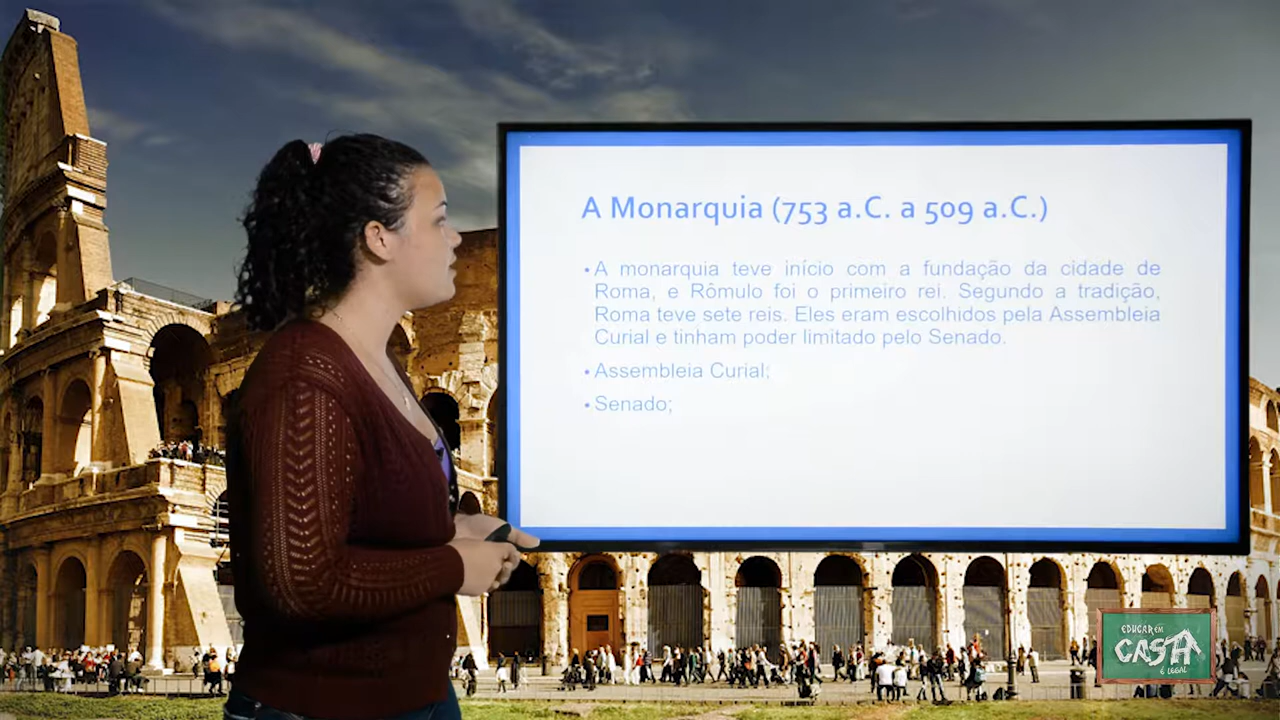 A Monarquia (753 a.C. a 509 a.C.)
• A monarquia teve início com a fundação da cidade de
Roma, e Rômulo foi o primeiro rei. Segundo a tradição,
Roma teve sete reis. Eles eram escolhidos pela Assembleia
Curial e tinham poder limitado pelo Senado.
• Assembleia Curial;
• Senado;
EDUCAR EM
CASA
É LEGAL